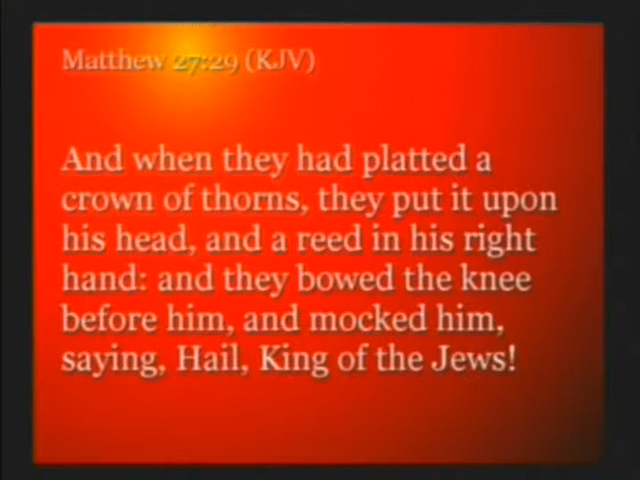 Matthew 27:29 (KJV)
And when they had platted a
crown of thorns, they put it upon
his head, and a reed in his right
hand: and they bowed the knee
before him, and mocked him,
saying, Hail, King of the Jews!